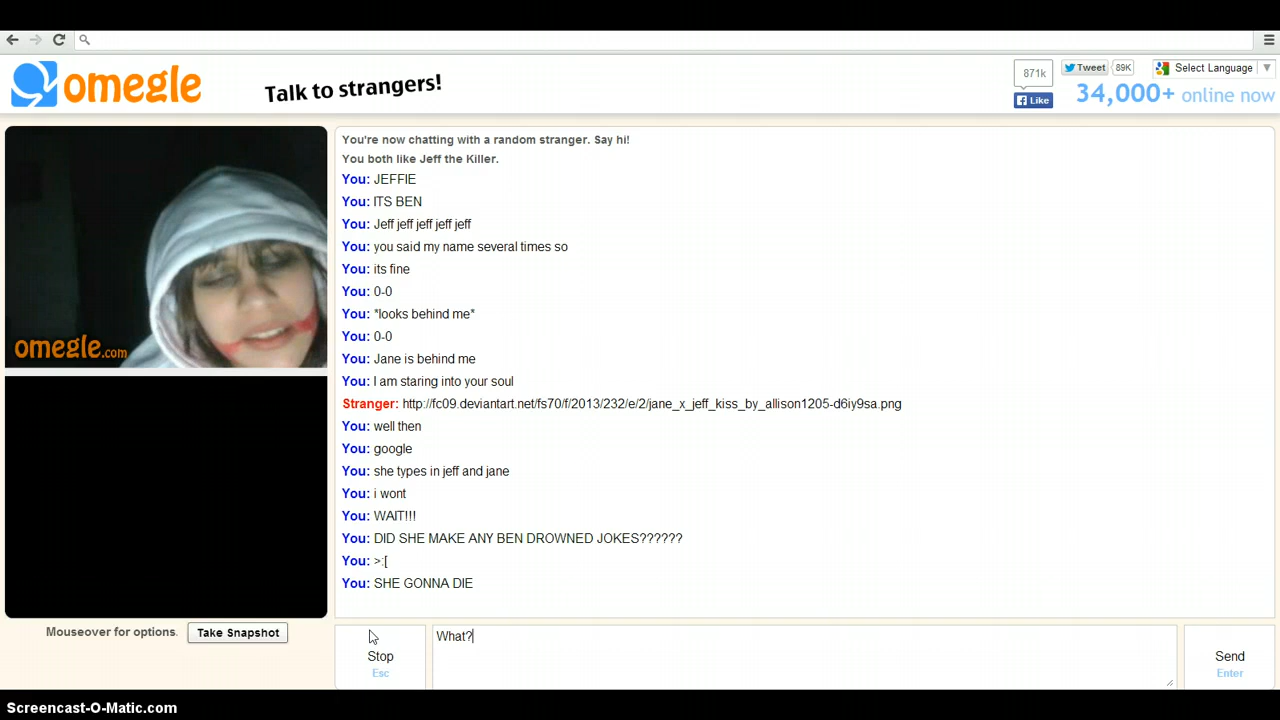 omegle
Talk to strangers!
871k
Like
Tweet
89K
Select Language
34,000+ online now
omegle.com
You're now chatting with a random stranger. Say hi!
You both like Jeff the Killer.
You: JEFFIE
You: ITS BEN
You: Jeff jeff jeff jeff jeff
You: you said my name several times so
You: its fine
You: 0-0
You: *looks behind me*
You: 0-0
You: Jane is behind me
You: I am staring into your soul
Stranger: http://fc09.deviantart.net/fs70/f/2013/232/e/2/jane_x_jeff_kiss_by_allison1205-d6iy9sa.png
You: well then
You: google
You: she types in jeff and jane
You: i wont
You: WAIT!!!
You: DID SHE MAKE ANY BEN DROWNED JOKES??????
You: >:[
You: SHE GONNA DIE
Mouseover for options.
Take Snapshot
Stop
Esc
What?
Send
Enter
Screencast-O-Matic.com